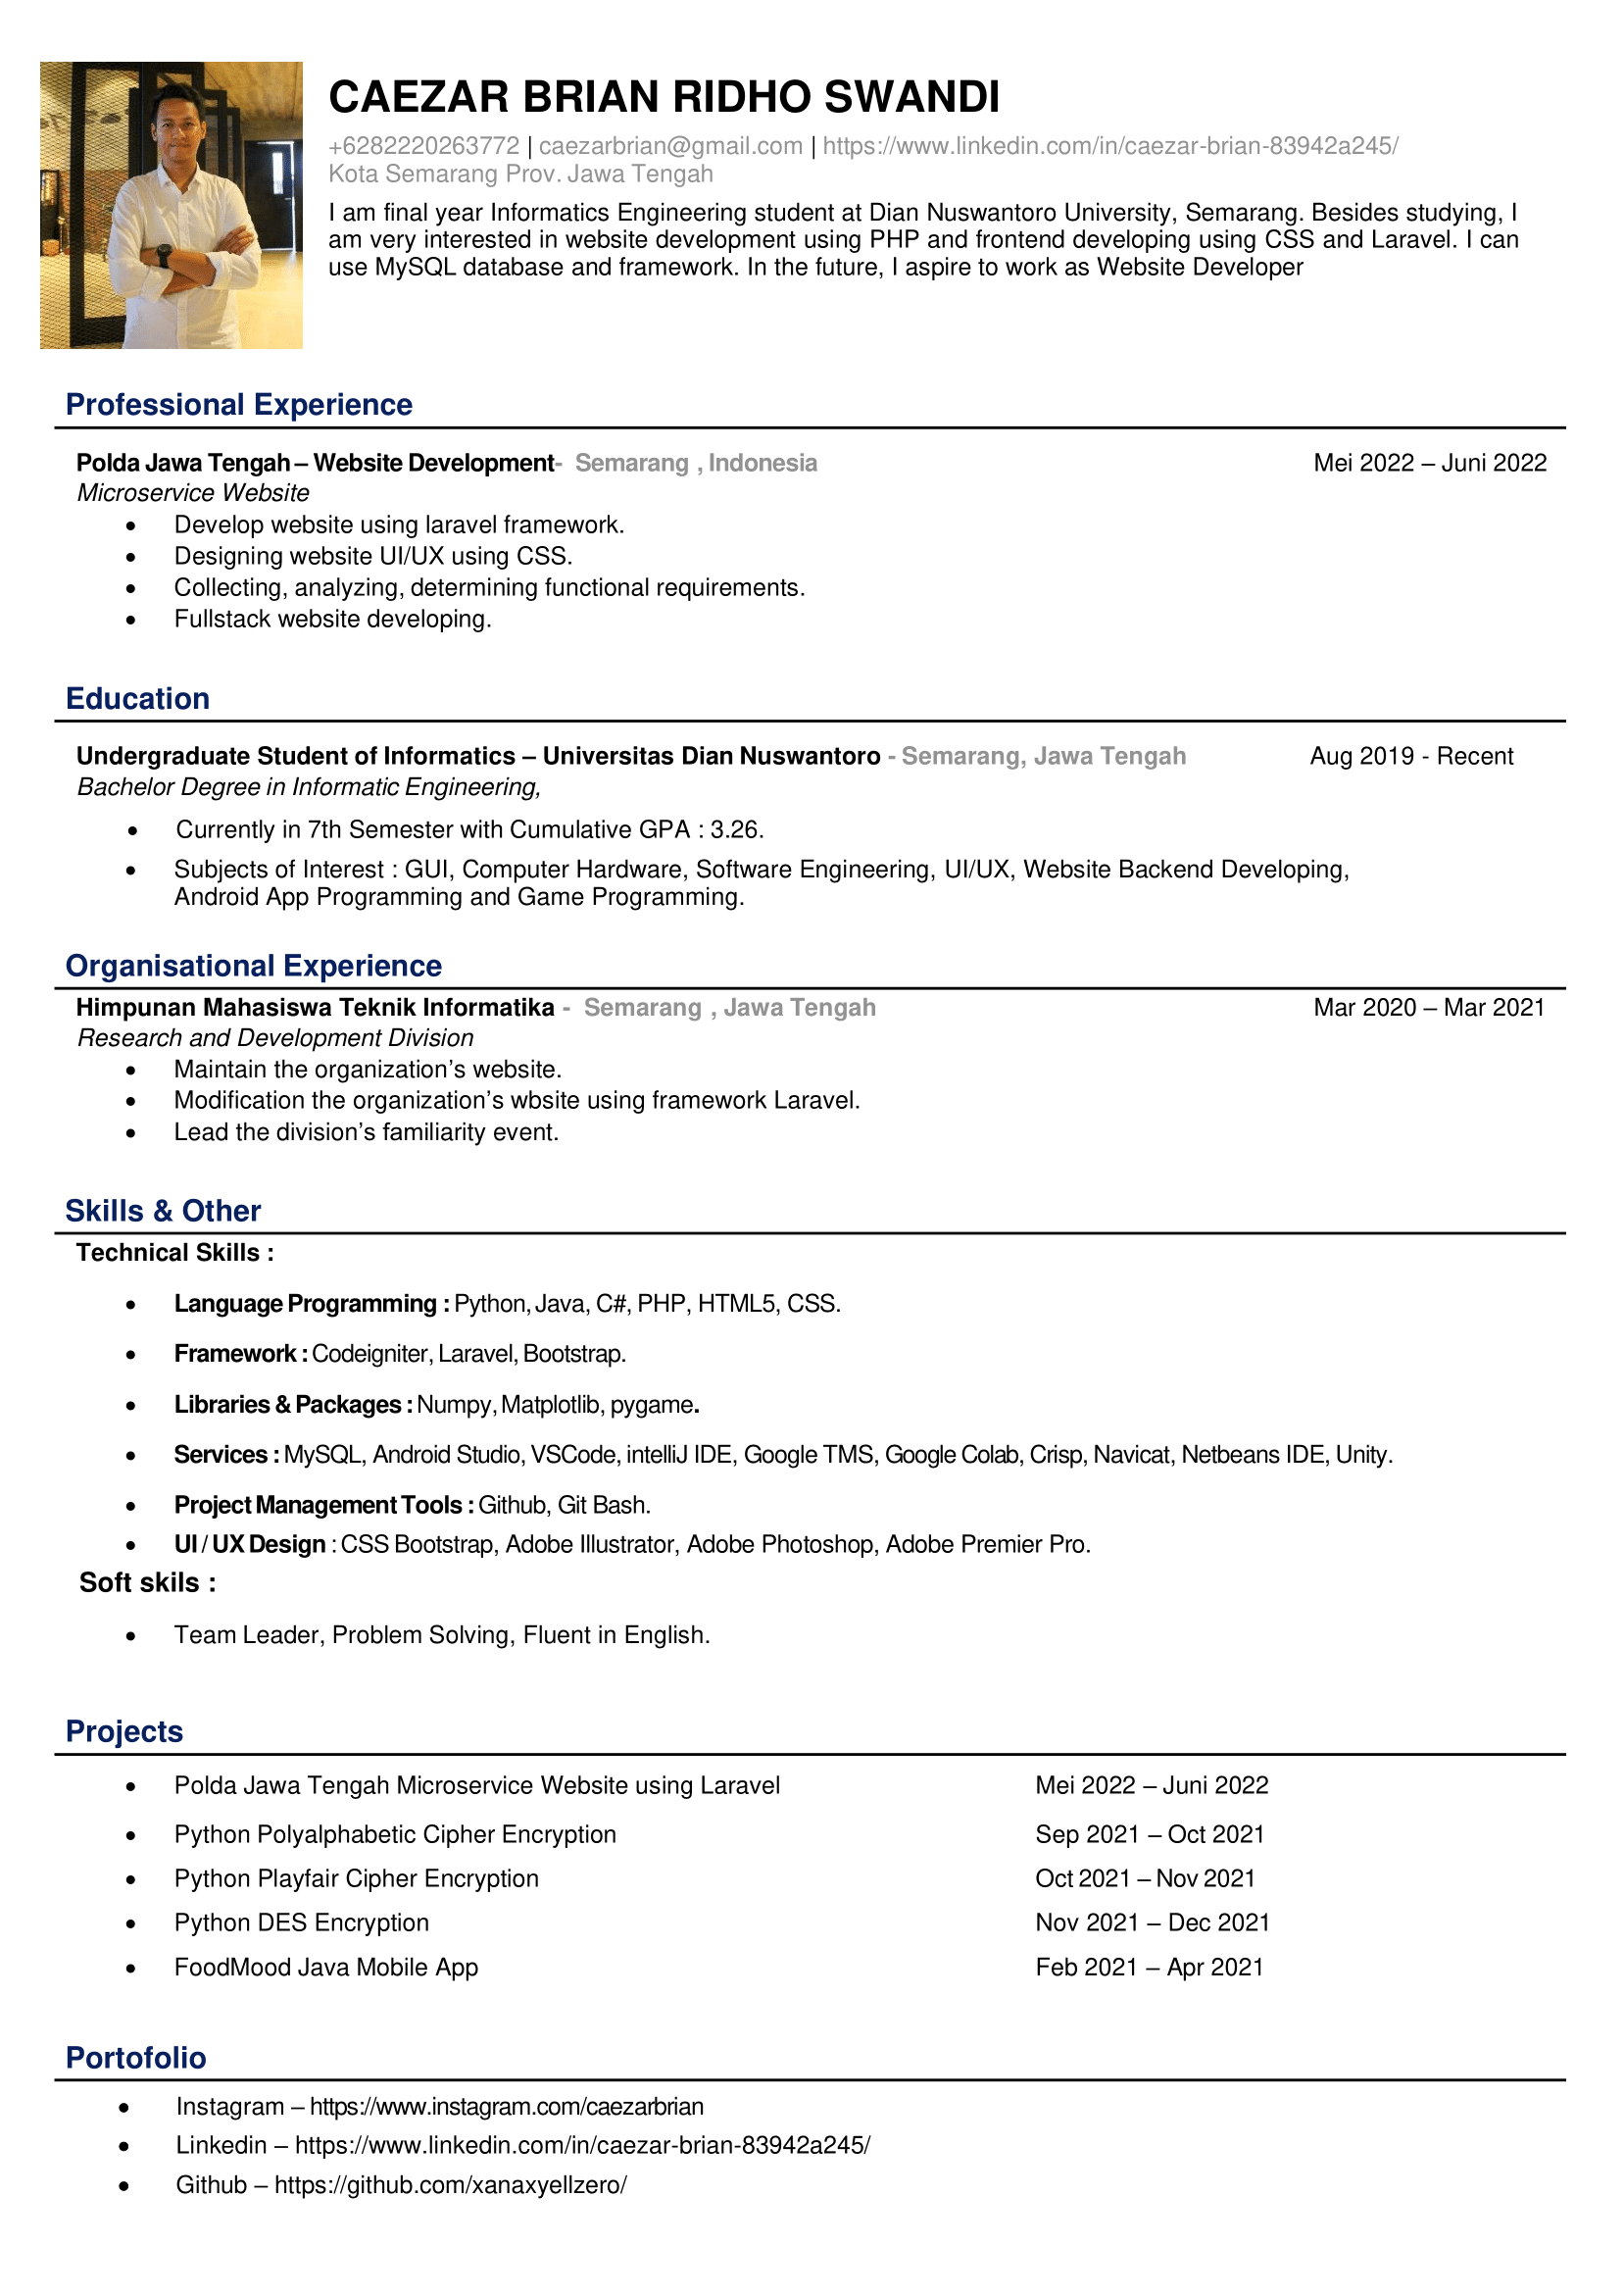 CAEZAR BRIAN RIDHO SWANDI
+6282220263772 | caezarbrian@gmail.com | https://www.linkedin.com/in/caezar-brian-83942a245/
Kota Semarang Prov. Jawa Tengah
I am final year Informatics Engineering student at Dian Nuswantoro University, Semarang. Besides studying, I
am very interested in website development using PHP and frontend developing using CSS and Laravel. I can
use MySQL database and framework. In the future, I aspire to work as Website Developer
Professional Experience
Polda Jawa Tengah – Website Development- Semarang , Indonesia Mei 2022 – Juni 2022
Microservice Website
• Develop website using laravel framework.
• Designing website UI/UX using CSS.
• Collecting, analyzing, determining functional requirements.
• Fullstack website developing.
Education
Undergraduate Student of Informatics – Universitas Dian Nuswantoro - Semarang, Jawa Tengah Aug 2019 - Recent
Bachelor Degree in Informatic Engineering,
• Currently in 7th Semester with Cumulative GPA : 3.26.
• Subjects of Interest : GUI, Computer Hardware, Software Engineering, UI/UX, Website Backend Developing,
Android App Programming and Game Programming.
Organisational Experience
Himpunan Mahasiswa Teknik Informatika - Semarang , Jawa Tengah Mar 2020 – Mar 2021
Research and Development Division
• Maintain the organization’s website.
• Modification the organization’s wbsite using framework Laravel.
• Lead the division’s familiarity event.
Skills & Other
Technical Skills :
• Language Programming : Python, Java, C#, PHP, HTML5, CSS.
• Framework : Codeigniter, Laravel, Bootstrap.
• Libraries & Packages : Numpy, Matplotlib, pygame.
• Services : MySQL, Android Studio, VSCode, intelliJ IDE, Google TMS, Google Colab, Crisp, Navicat, Netbeans IDE, Unity.
• Project Management Tools : Github, Git Bash.
• UI / UX Design : CSS Bootstrap, Adobe Illustrator, Adobe Photoshop, Adobe Premier Pro.
Soft skils :
• Team Leader, Problem Solving, Fluent in English.
Projects
• Polda Jawa Tengah Microservice Website using Laravel Mei 2022 – Juni 2022
• Python Polyalphabetic Cipher Encryption Sep 2021 – Oct 2021
• Python Playfair Cipher Encryption Oct 2021 – Nov 2021
• Python DES Encryption Nov 2021 – Dec 2021
• FoodMood Java Mobile App Feb 2021 – Apr 2021
Portofolio
• Instagram – https://www.instagram.com/caezarbrian
• Linkedin – https://www.linkedin.com/in/caezar-brian-83942a245/
• Github – https://github.com/xanaxyellzero/